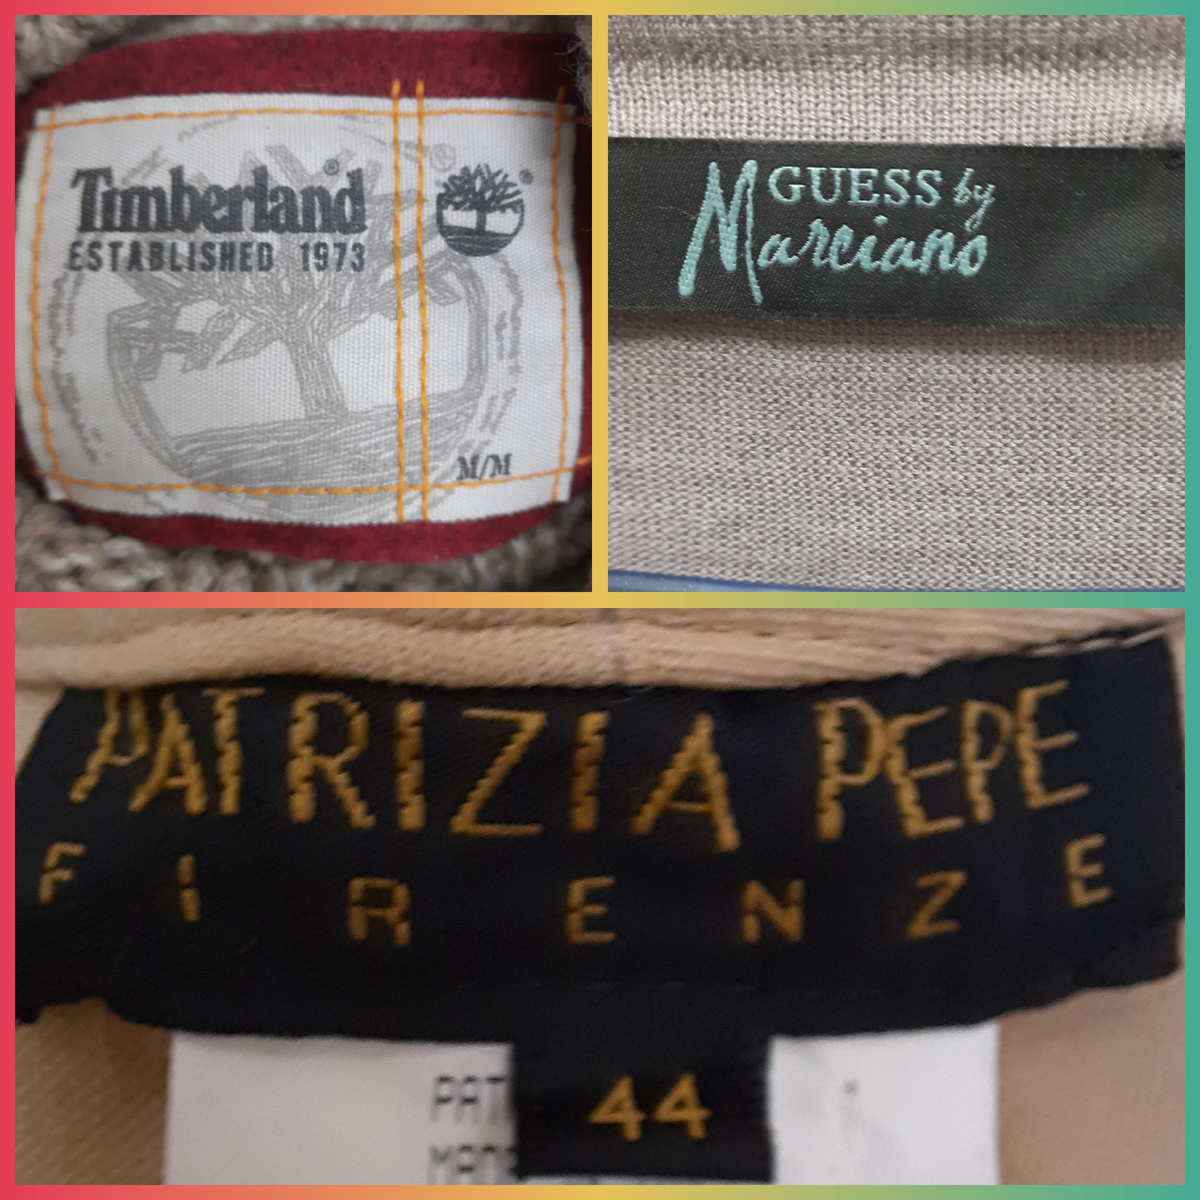 Timberland®
ESTABLISHED 1973
M/M
GUESS by
Marciano
PATRIZIA PEPE
FIRENZE
44